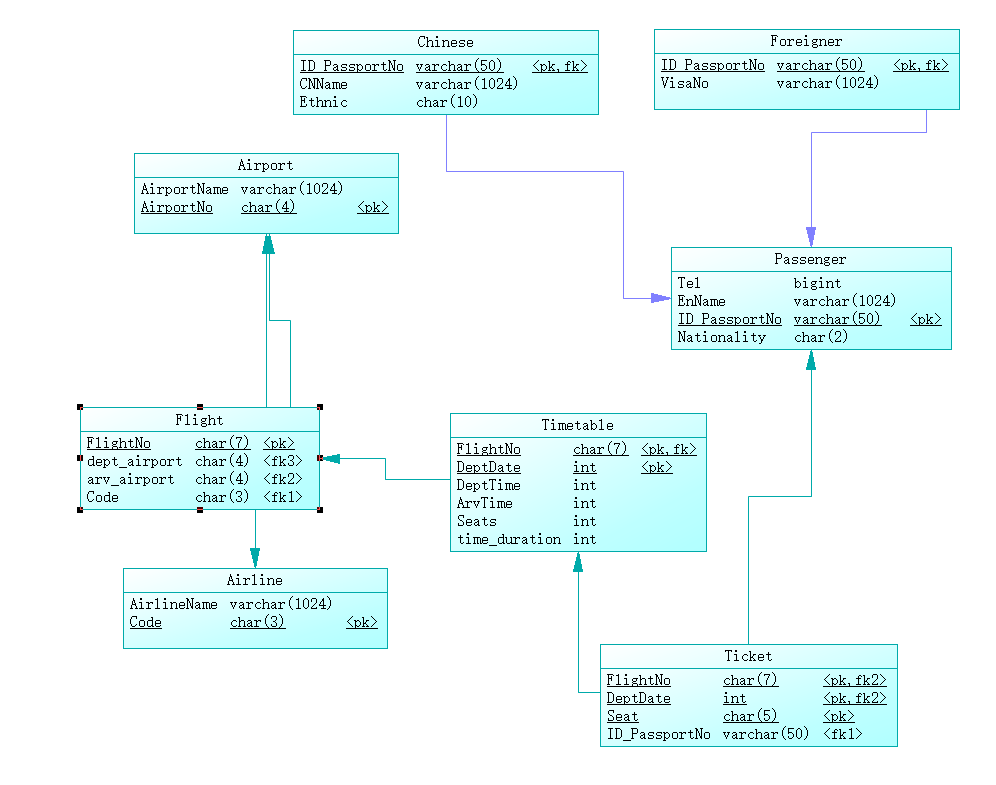 Chinese
ID_PassportNo varchar(50) <pk,fk>
CNName varchar(1024)
Ethnic char(10)
Foreigner
ID_PassportNo varchar(50) <pk,fk>
VisaNo varchar(1024)
Airport
AirportName varchar(1024)
AirportNo char(4) <pk>
Passenger
Tel bigint
EnName varchar(1024)
ID_PassportNo varchar(50) <pk>
Nationality char(2)
Flight
FlightNo char(7) <pk>
dept_airport char(4) <fk3>
arv_airport char(4) <fk2>
Code char(3) <fk1>
Timetable
FlightNo char(7) <pk,fk>
DeptDate int <pk>
DeptTime int
ArvTime int
Seats int
time_duration int
Airline
AirlineName varchar(1024)
Code char(3) <pk>
Ticket
FlightNo char(7) <pk,fk2>
DeptDate int <pk,fk2>
Seat char(5) <pk>
ID_PassportNo varchar(50) <fk1>